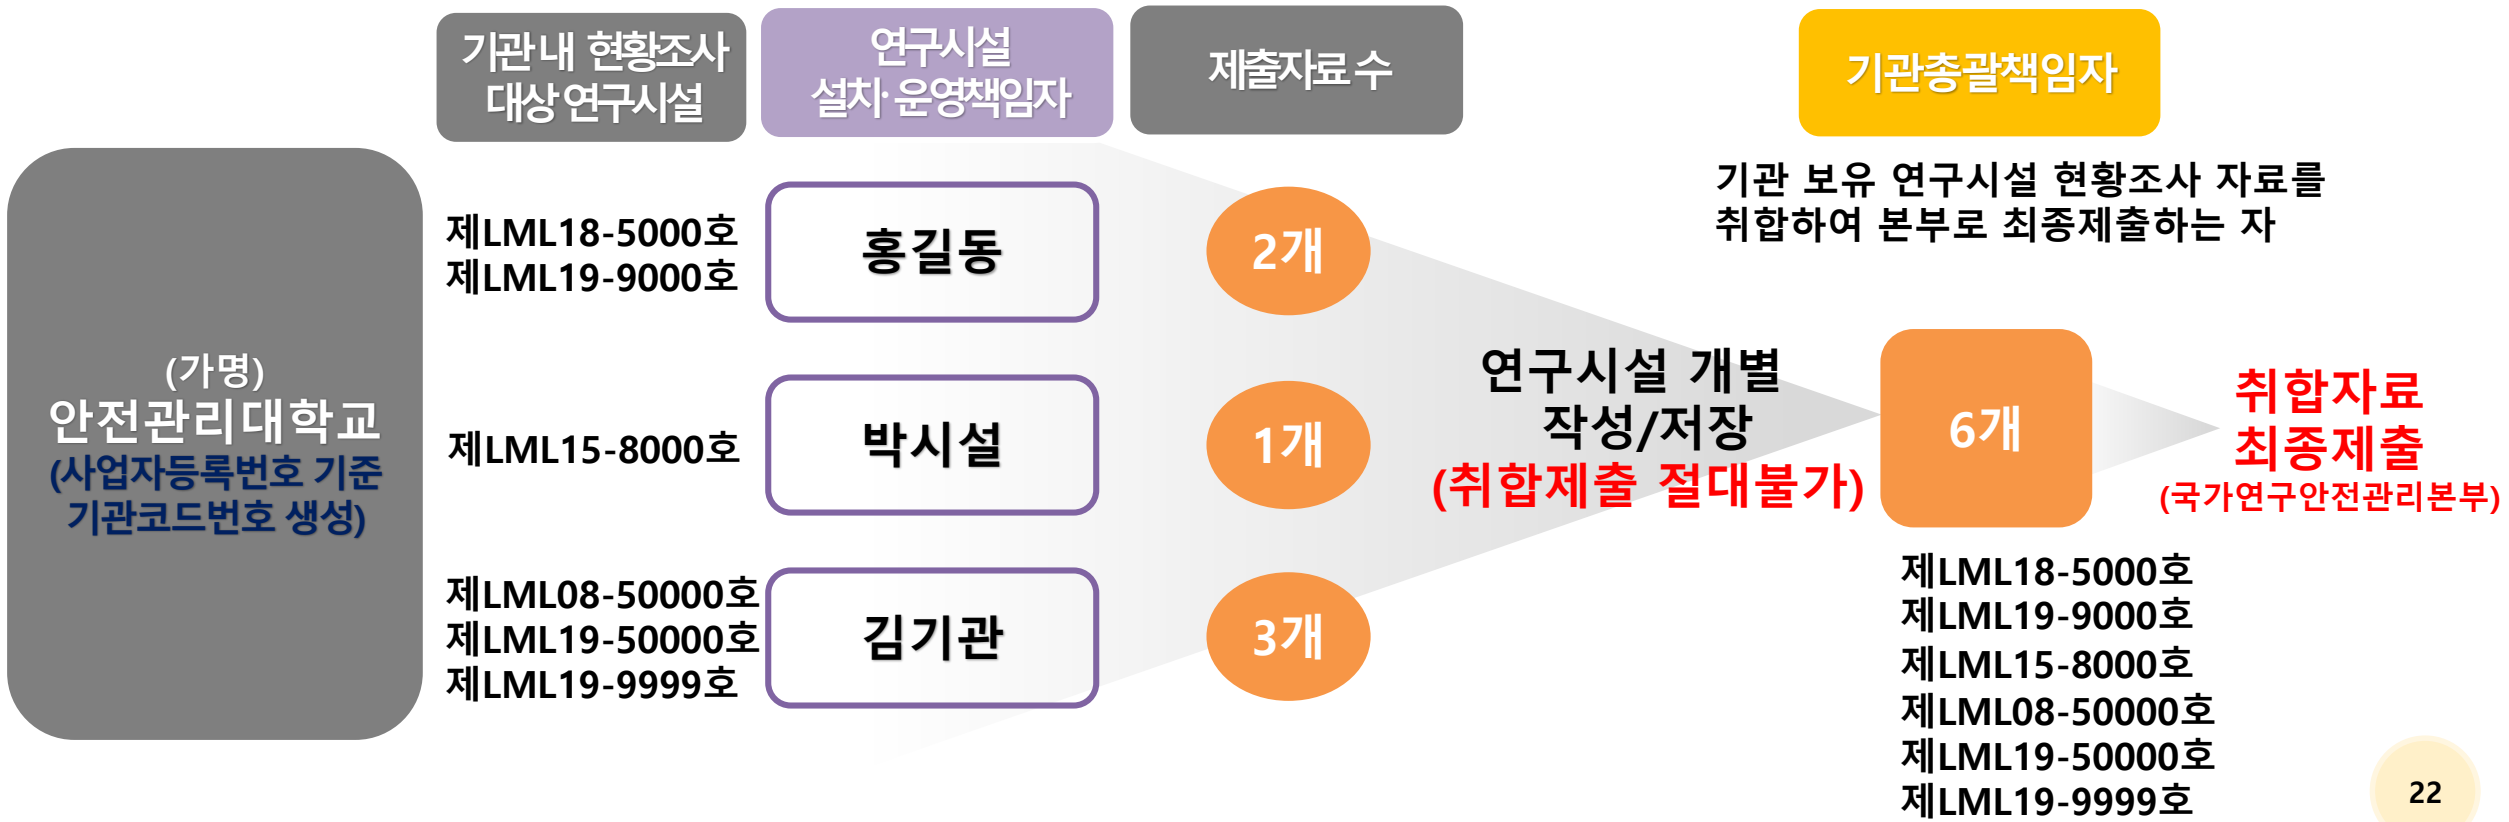 기관 내 현황조사
대상 연구시설
연구시설
설치· 운영책임자
제출자료 수
기관총괄책임자
기관 보유 연구시설 현황조사 자료를
취합하여 본부로 최종제출하는 자
(가명)
안전관리대학교
(사업자등록번호 기준
기관코드번호 생성)
제LML18-5000호
제LML19-9000호
홍길동
2개
제LML15-8000호
박시설
1개
제LML08-50000호
제LML19-50000호
제LML19-9999호
김기관
3개
연구시설 개별
작성/저장
(취합제출 절대불가)
6개
제LML18-5000호
제LML19-9000호
제LML15-8000호
제LML08-50000호
제LML19-50000호
제LML19-9999호
취합자료
최종제출
(국가연구안전관리본부)
22